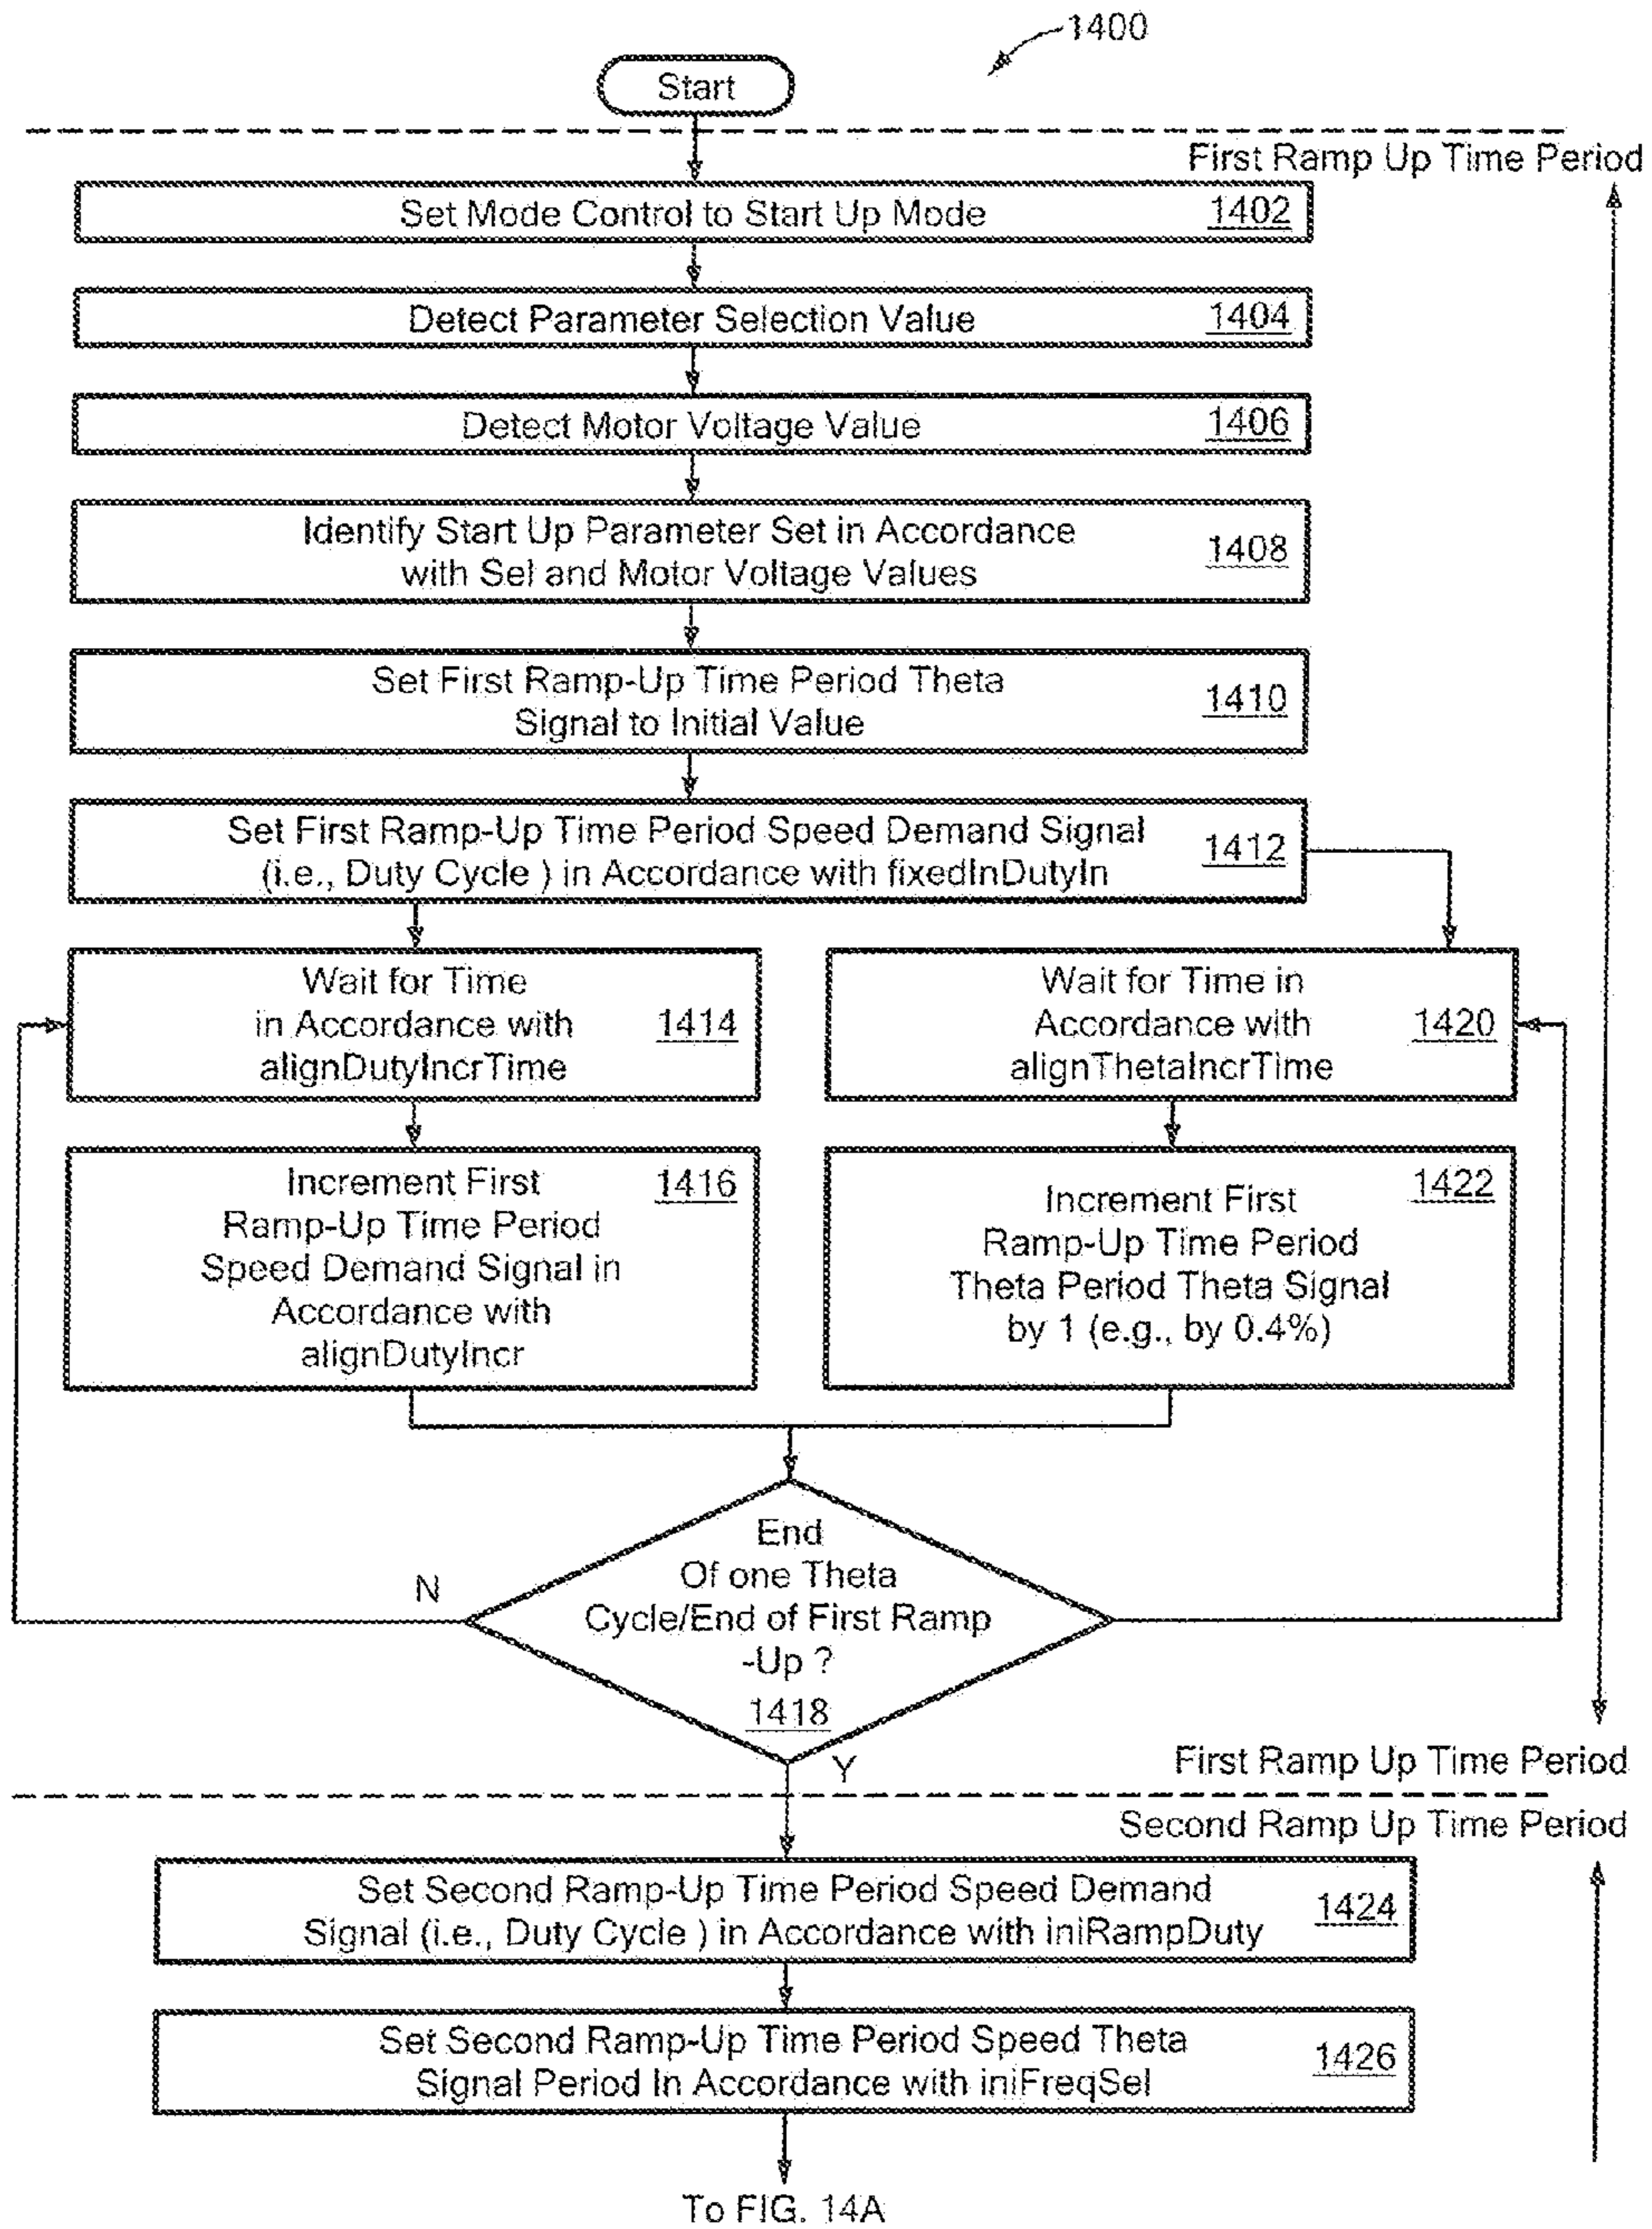 1400
Start
First Ramp Up Time Period
Set Mode Control to Start Up Mode 1402
Detect Parameter Selection Value 1404
Detect Motor Voltage Value 1406
Identify Start Up Parameter Set in Accordance
with Sel and Motor Voltage Values
1408
Set First Ramp-Up Time Period Theta
Signal to Initial Value
1410
Set First Ramp-Up Time Period Speed Demand Signal
(i.e., Duty Cycle ) in Accordance with fixedInDutyIn
1412
Wait for Time
in Accordance with
alignDutyIncrTime
1414
Wait for Time in
Accordance with
alignThetaIncrTime
1420
Increment First
Ramp-Up Time Period
Speed Demand Signal in
Accordance with
alignDutyIncr
1416
Increment First
Ramp-Up Time Period
Theta Period Theta Signal
by 1 (e.g., by 0.4%)
1422
End
Of one Theta
Cycle/End of First Ramp
-Up ?
1418
N
Y
First Ramp Up Time Period
Second Ramp Up Time Period
Set Second Ramp-Up Time Period Speed Demand
Signal (i.e., Duty Cycle ) in Accordance with iniRampDuty
1424
Set Second Ramp-Up Time Period Speed Theta
Signal Period In Accordance with iniFreqSel
1426
To FIG. 14A